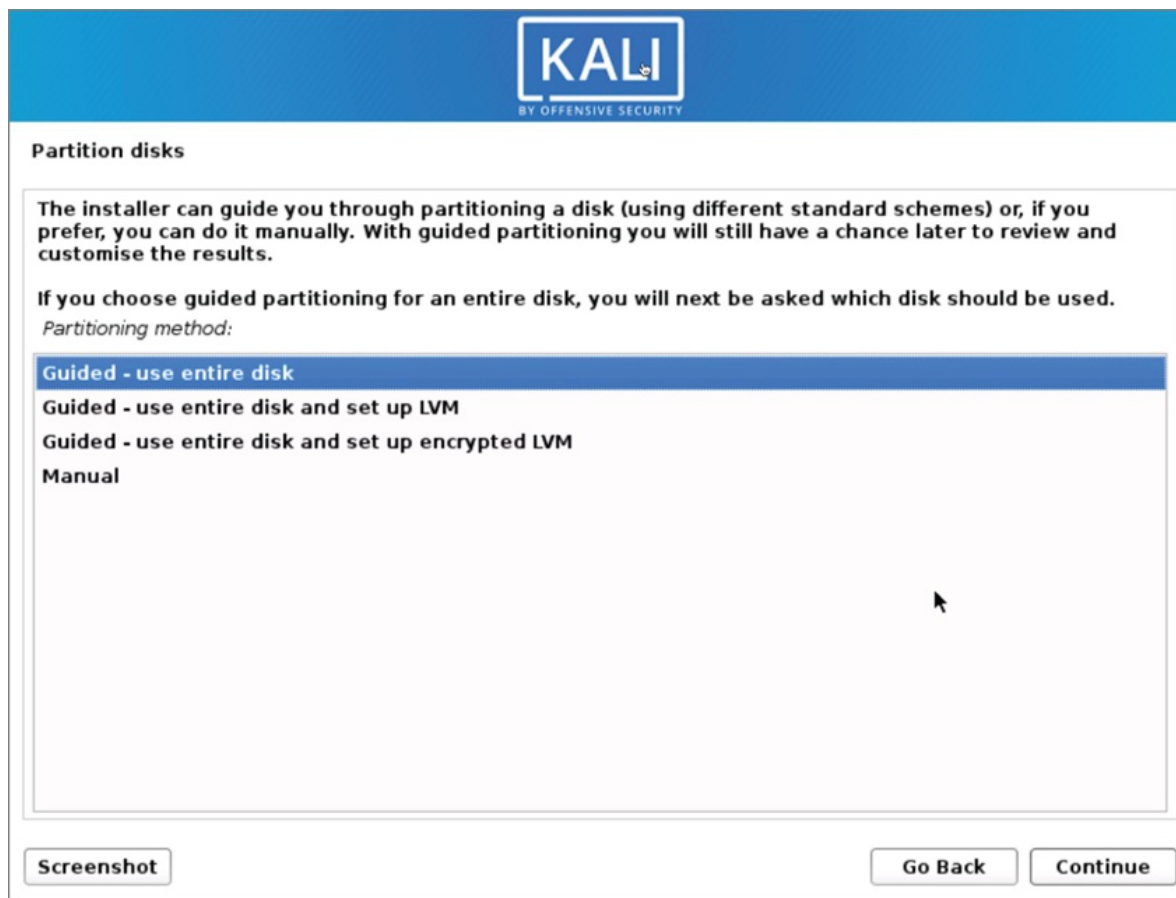 KALI
BY OFFENSIVE SECURITY
Partition disks
The installer can guide you through partitioning a disk (using different standard schemes) or, if you
prefer, you can do it manually. With guided partitioning you will still have a chance later to review and
customise the results.
If you choose guided partitioning for an entire disk, you will next be asked which disk should be used.
Partitioning method:
Guided - use entire disk
Guided - use entire disk and set up LVM
Guided - use entire disk and set up encrypted LVM
Manual
Screenshot
Go Back
Continue